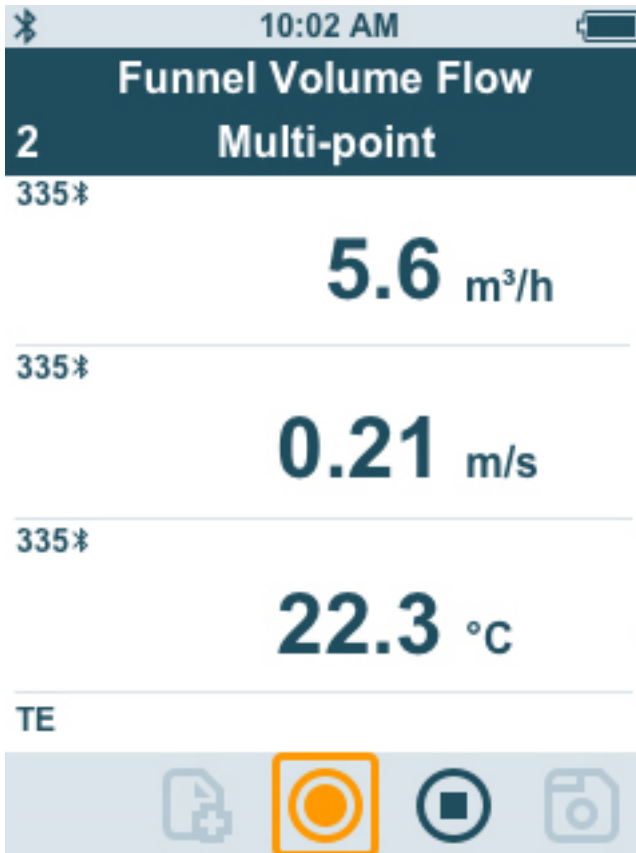 10:02 AM
Funnel Volume Flow
2 Multi-point
335
5.6 m³/h
335
0.21 m/s
335
22.3 °C
TE